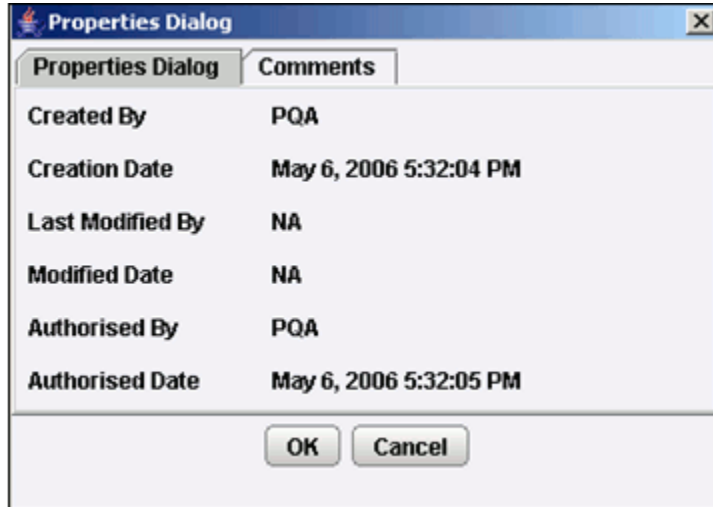 Properties Dialog
Properties Dialog Comments
Created By PQA
Creation Date May 6, 2006 5:32:04 PM
Last Modified By NA
Modified Date NA
Authorised By PQA
Authorised Date May 6, 2006 5:32:05 PM
OK Cancel